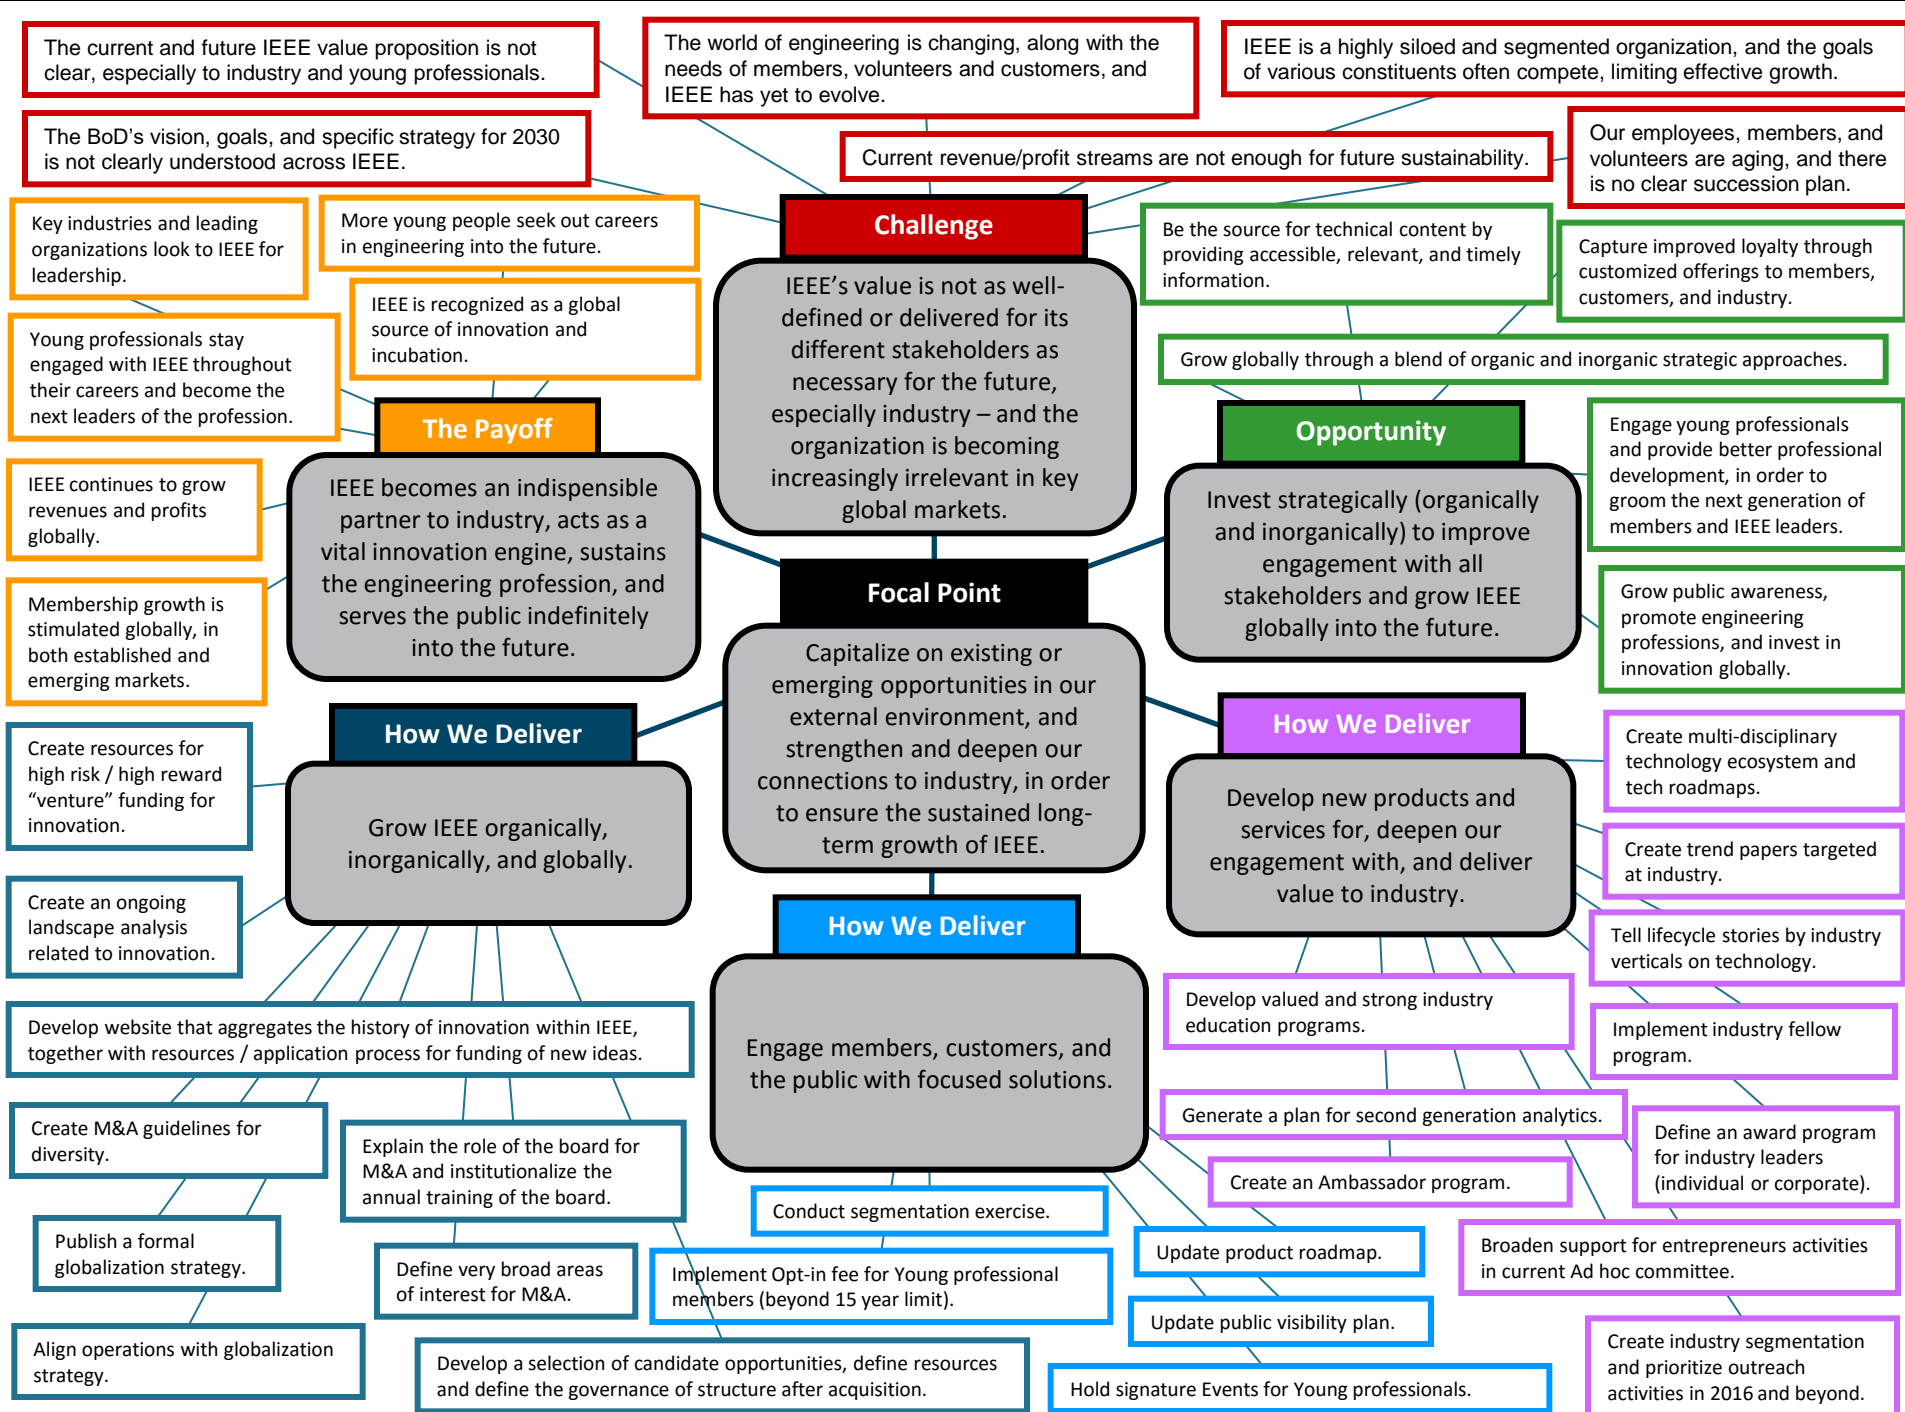 The current and future IEEE value proposition is not
clear, especially to industry and young professionals.
The world of engineering is changing, along with the
needs of members, volunteers and customers, and
IEEE has yet to evolve.
IEEE is a highly siloed and segmented organization, and the goals
of various constituents often compete, limiting effective growth.
The BoD’s vision, goals, and specific strategy for 2030
is not clearly understood across IEEE.
Current revenue/profit streams are not enough for future sustainability.
Our employees, members, and
volunteers are aging, and there
is no clear succession plan.
Challenge
IEEE’s value is not as well-
defined or delivered for its
different stakeholders as
necessary for the future,
especially industry – and the
organization is becoming
increasingly irrelevant in key
global markets.
Key industries and leading
organizations look to IEEE for
leadership.
More young people seek out careers
in engineering into the future.
IEEE is recognized as a global
source of innovation and
incubation.
Young professionals stay
engaged with IEEE throughout
their careers and become the
next leaders of the profession.
The Payoff
IEEE becomes an indispensible
partner to industry, acts as a
vital innovation engine, sustains
the engineering profession, and
serves the public indefinitely
into the future.
IEEE continues to grow
revenues and profits
globally.
Membership growth is
stimulated globally, in
both established and
emerging markets.
Be the source for technical content by
providing accessible, relevant, and timely
information.
Capture improved loyalty through
customized offerings to members,
customers, and industry.
Grow globally through a blend of organic and inorganic strategic approaches.
Opportunity
Invest strategically (organically
and inorganically) to improve
engagement with all
stakeholders and grow IEEE
globally into the future.
Engage young professionals
and provide better professional
development, in order to
groom the next generation of
members and IEEE leaders.
Grow public awareness,
promote engineering
professions, and invest in
innovation globally.
Focal Point
Capitalize on existing or
emerging opportunities in our
external environment, and
strengthen and deepen our
connections to industry, in order
to ensure the sustained long-
term growth of IEEE.
How We Deliver
Grow IEEE organically,
inorganically, and globally.
Create resources for
high risk / high reward
“venture” funding for
innovation.
Create an ongoing
landscape analysis
related to innovation.
Develop website that aggregates the history of innovation within IEEE,
together with resources / application process for funding of new ideas.
Create M&A guidelines for
diversity.
Explain the role of the board for
M&A and institutionalize the
annual training of the board.
Publish a formal
globalization strategy.
Define very broad areas
of interest for M&A.
Align operations with globalization
strategy.
Develop a selection of candidate opportunities, define resources
and define the governance of structure after acquisition.
How We Deliver
Engage members, customers, and
the public with focused solutions.
Conduct segmentation exercise.
Implement Opt-in fee for Young professional
members (beyond 15 year limit).
Update product roadmap.
Update public visibility plan.
Hold signature Events for Young professionals.
How We Deliver
Develop new products and
services for, deepen our
engagement with, and deliver
value to industry.
Create multi-disciplinary
technology ecosystem and
tech roadmaps.
Create trend papers targeted
at industry.
Tell lifecycle stories by industry
verticals on technology.
Develop valued and strong industry
education programs.
Implement industry fellow
program.
Generate a plan for second generation analytics.
Define an award program
for industry leaders
(individual or corporate).
Create an Ambassador program.
Broaden support for entrepreneurs activities
in current Ad hoc committee.
Create industry segmentation
and prioritize outreach
activities in 2016 and beyond.